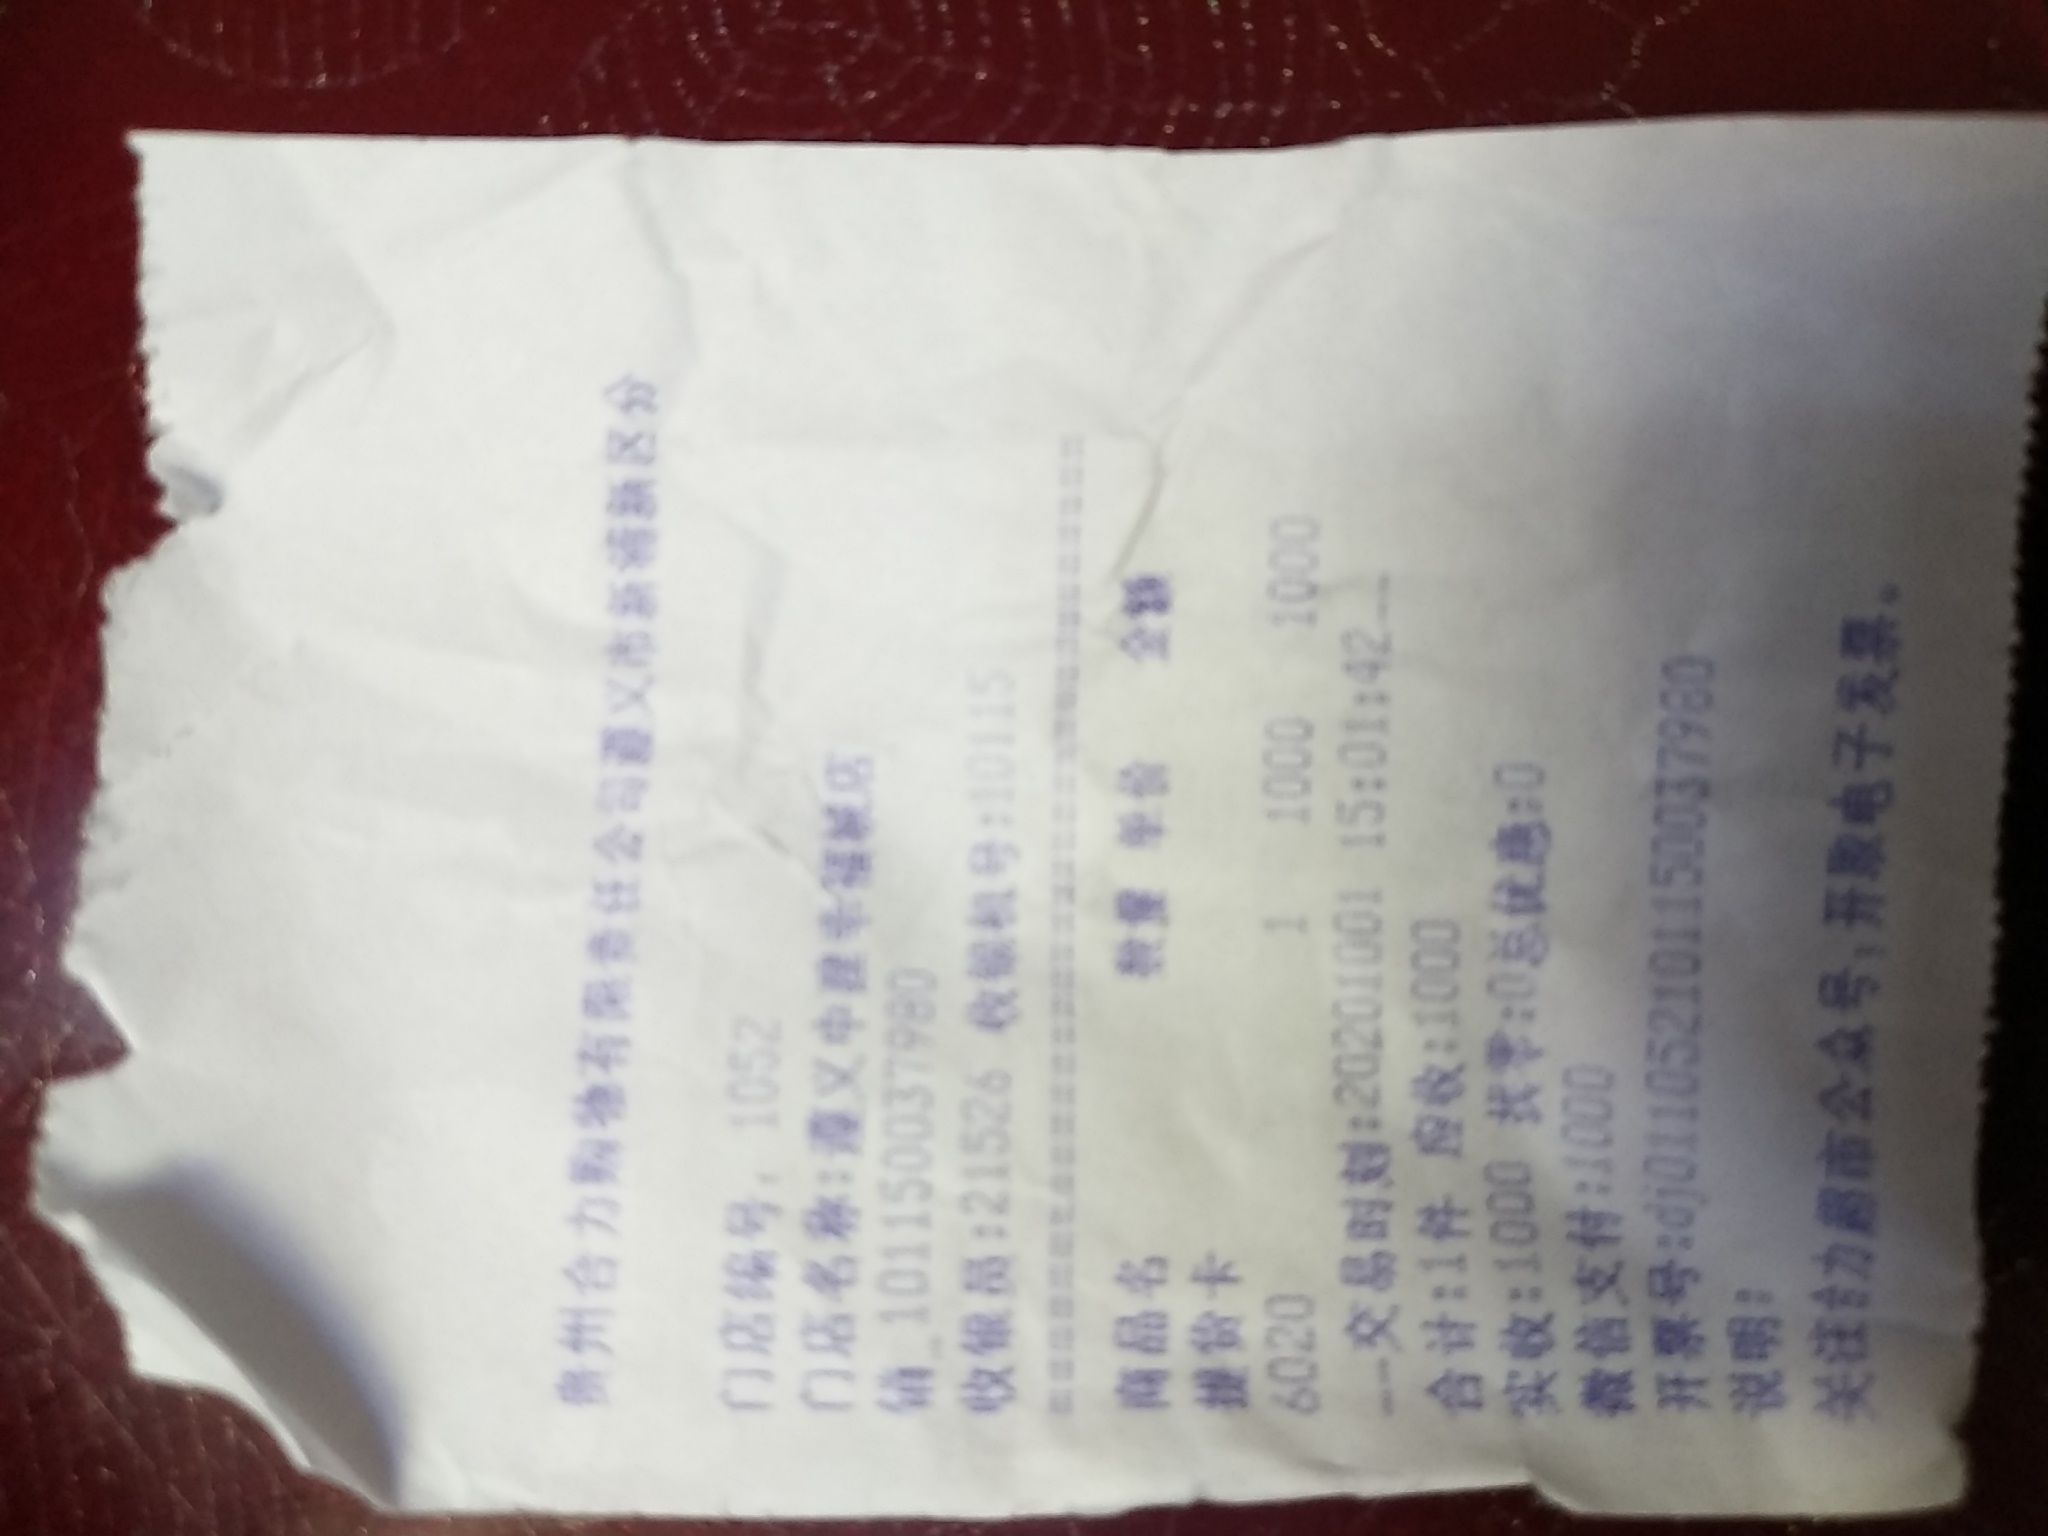 贵州合力购物有限责任公司遵义市新蒲新区分
门店编号: 1052
门店名称:遵义中建幸福城店
销_101150037980
收银员:21526 收银机号:10115
商品名 数量 单价 金额
提货卡
6020 1 1000 1000
---交易时刻:20201001 15:01:42---
合计:1件 应收:1000
实收:1000 找零:0总优惠:0
微信支付:1000
开票号:dj0110521011500379​80
说明:
关注合力超市公众号,开取电子发票。